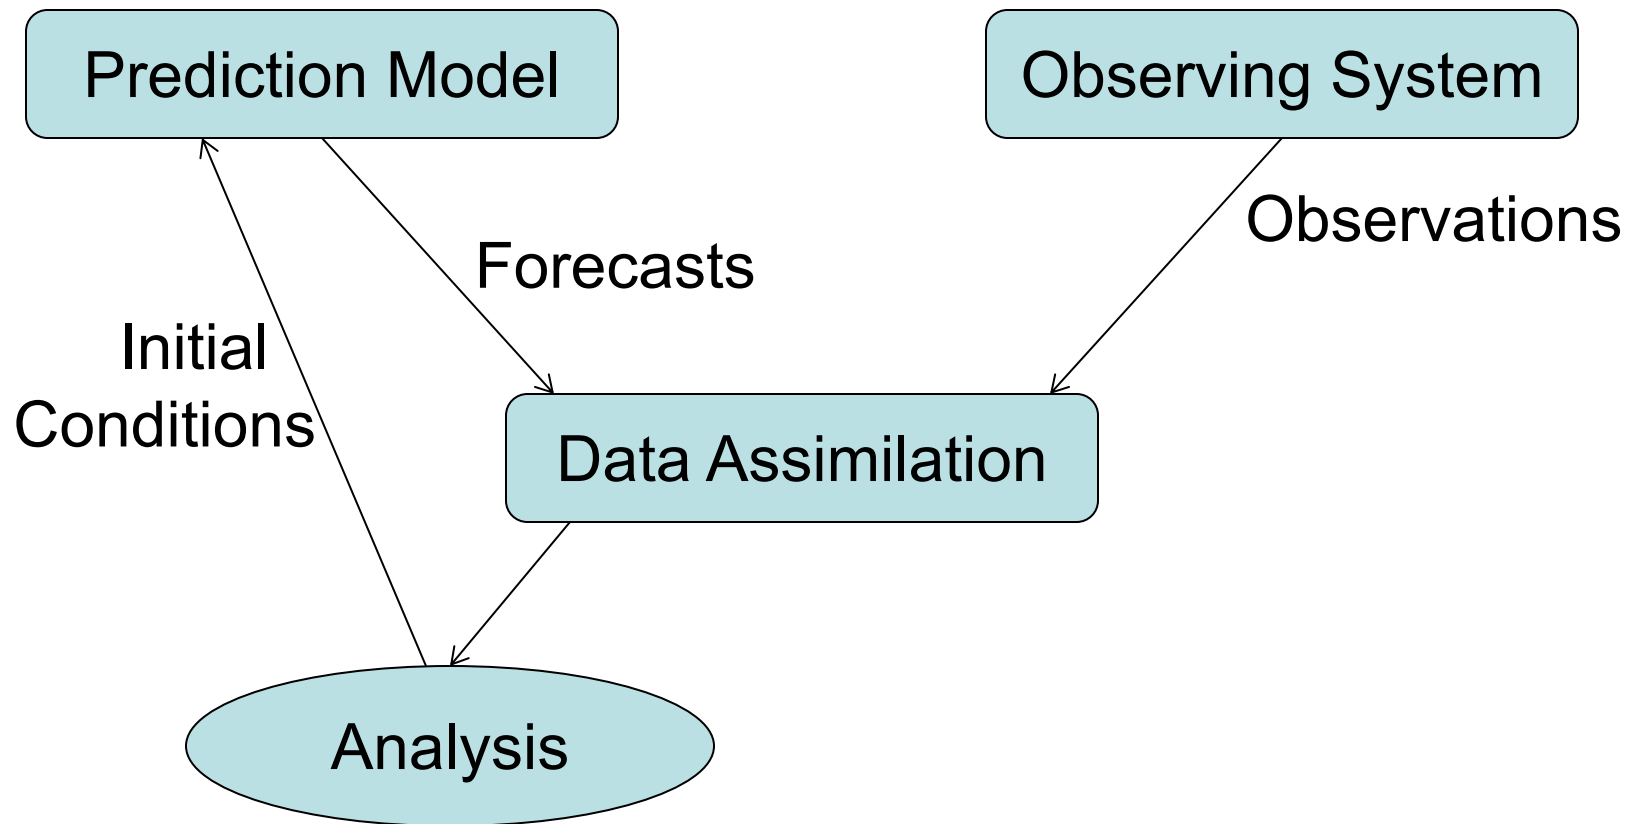 Prediction Model
Observing System
Observations
Forecasts
Initial
Conditions
Data Assimilation
Analysis